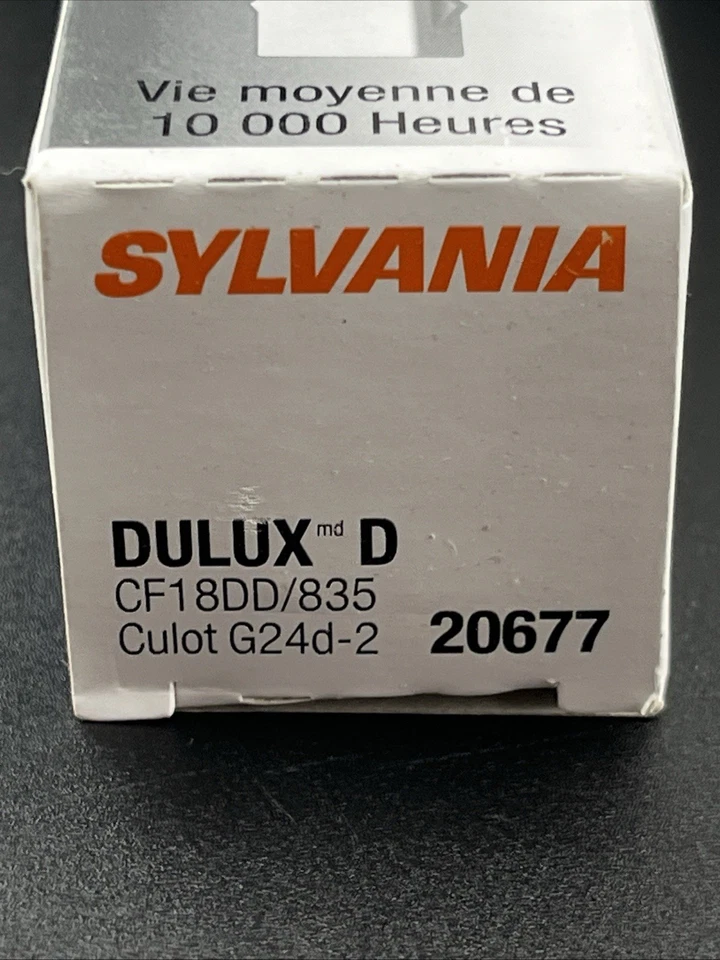 Vie moyenne de
10 000 Heures
SYLVANIA
DULUX md D
CF18DD/835
Culot G24d-2 20677